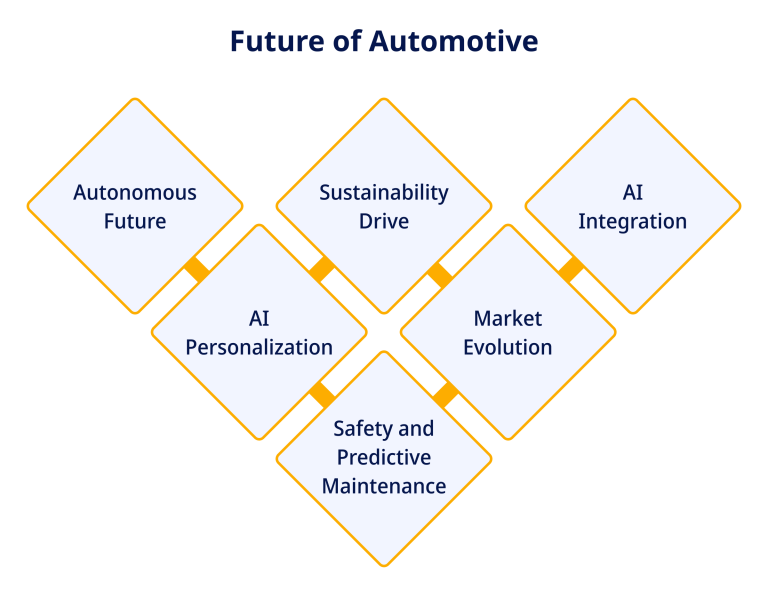 Future of Automotive
Autonomous
Future
Sustainability
Drive
AI
Integration
AI
Personalization
Market
Evolution
Safety and
Predictive
Maintenance